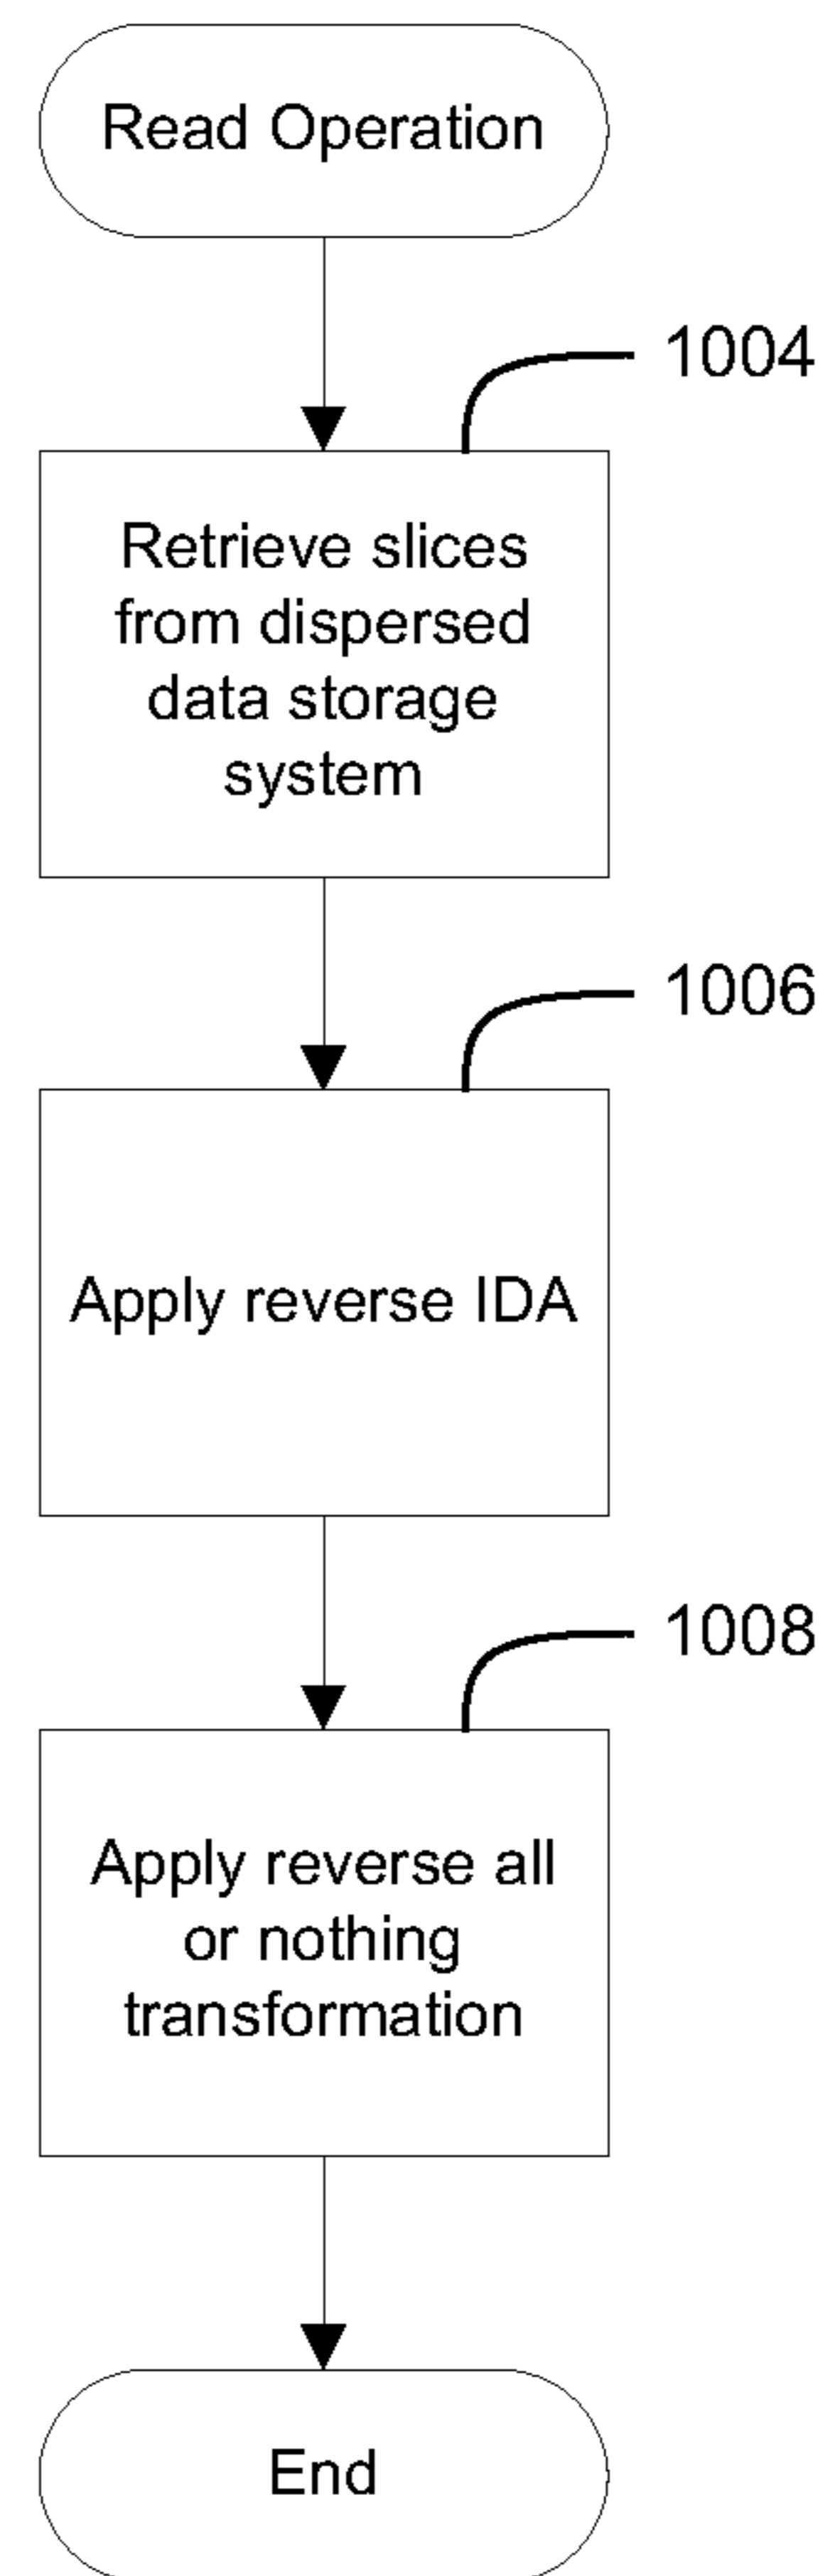 Read Operation
1004
Retrieve slices
from dispersed
data storage
system
1006
Apply reverse IDA
1008
Apply reverse all
or nothing
transformation
End